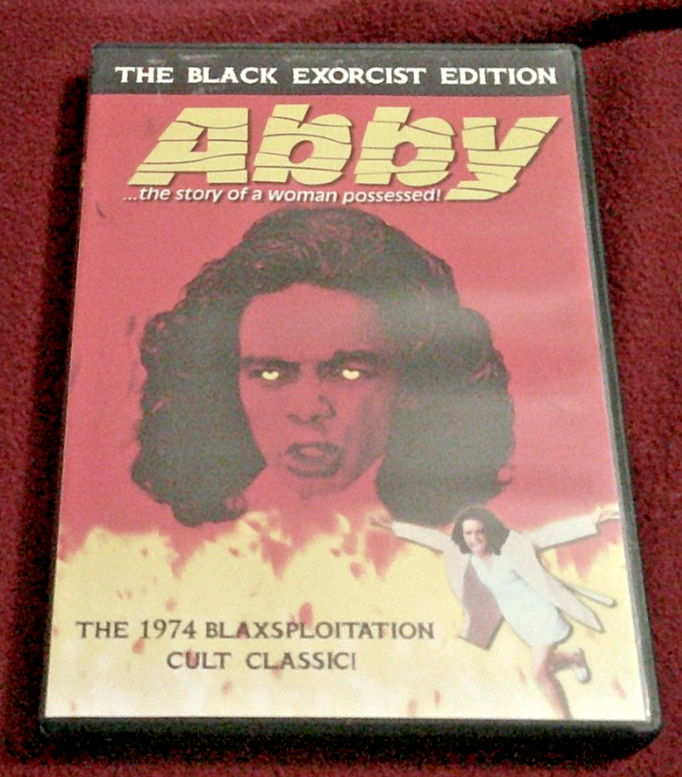 THE BLACK EXORCIST EDITION
Abby
...the story of a woman possessed!
THE 1974 BLAXSPLOITATION
CULT CLASSIC!